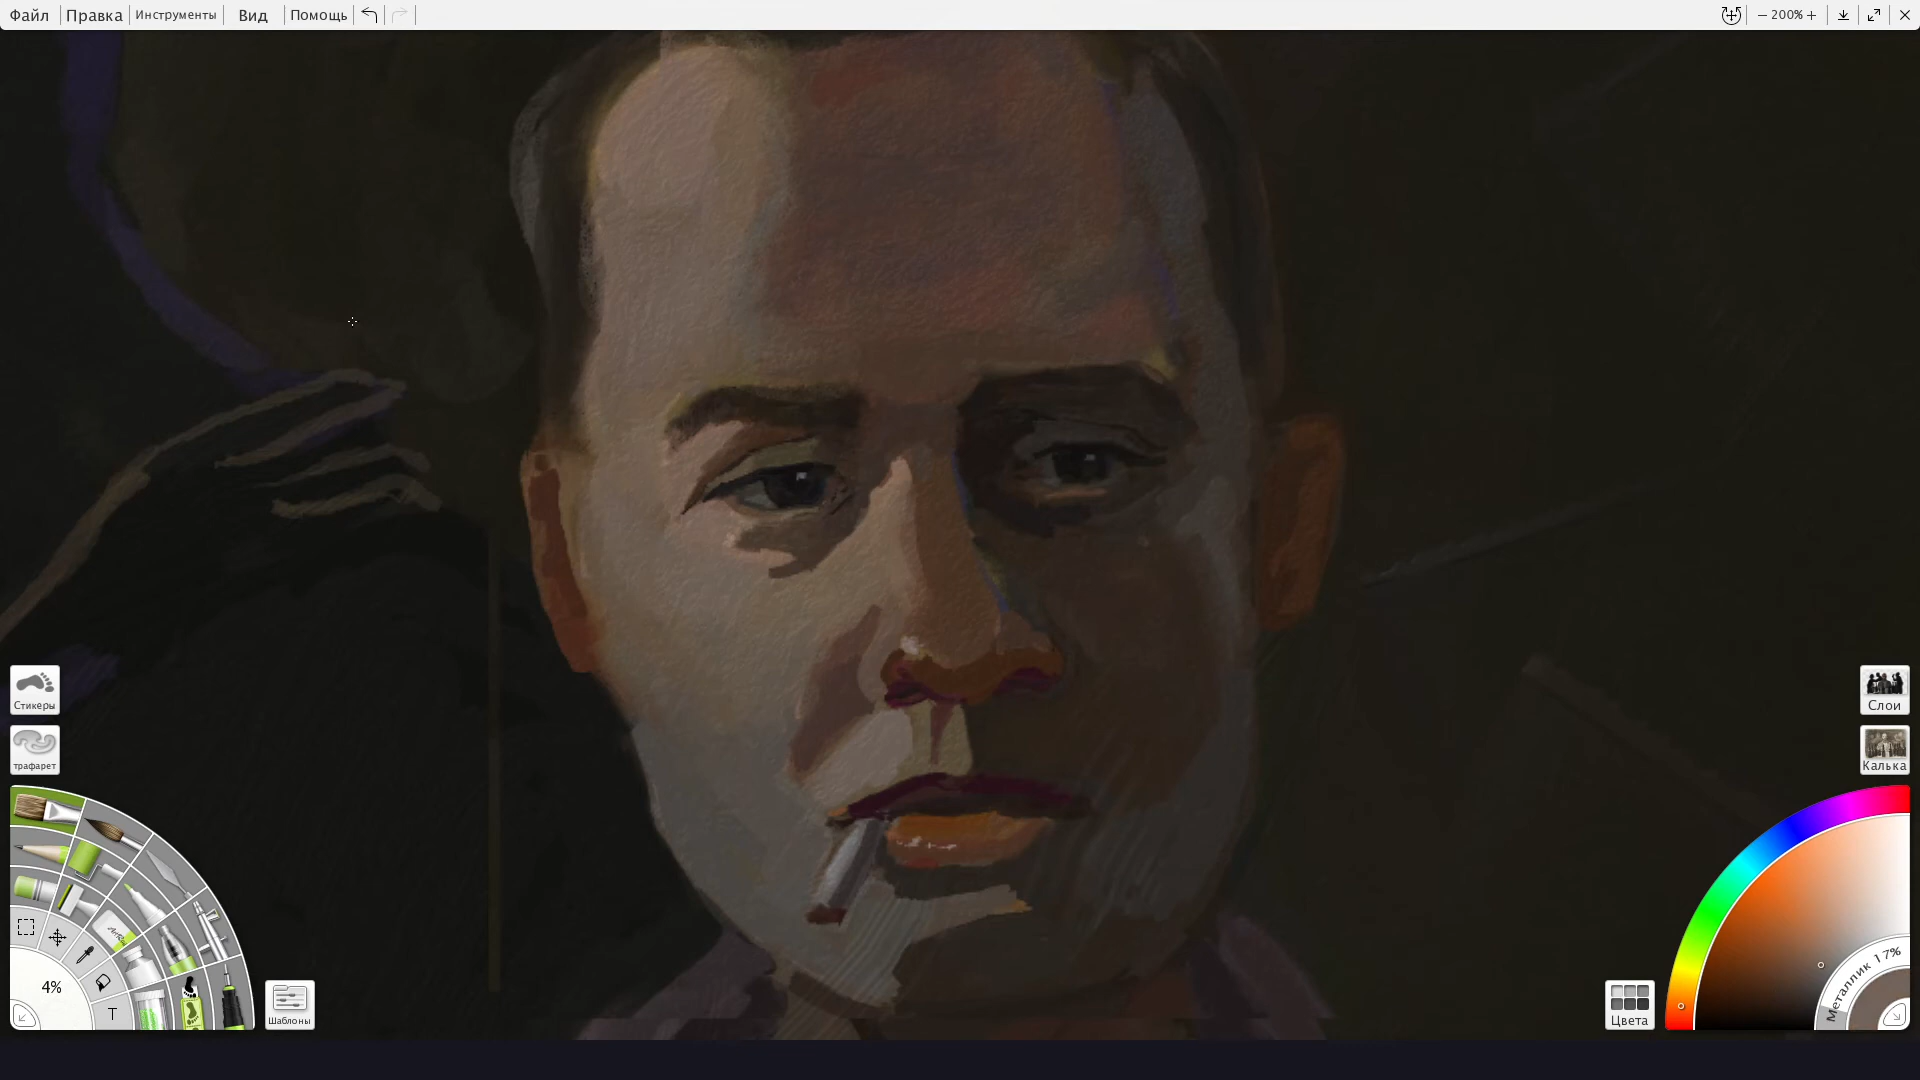 Файл Правка Инструменты Вид Помощь
— 200% +
Стикеры
трафарет
Слои
Калька
4%
T
Шаблоны
Цвета
Металлик 17%